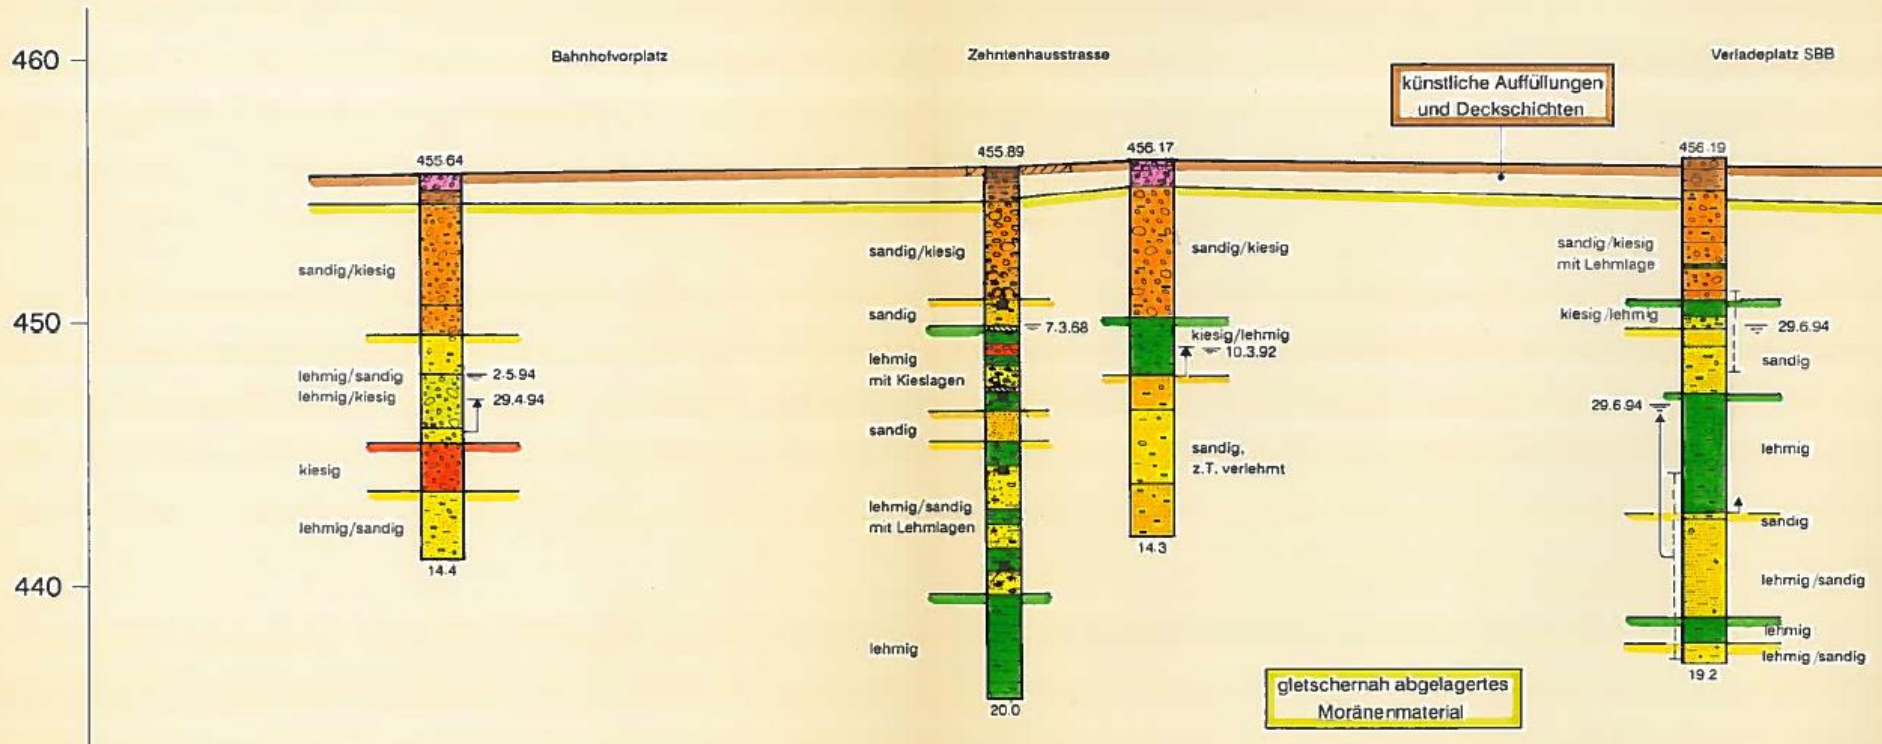 460
450
440
Bahnhofvorplatz
Zehntenhausstrasse
Verladeplatz SBB
künstliche Auffüllungen
und Deckschichten
455.64
sandig/kiesig
lehmig/sandig
lehmig/kiesig
2.5.94
29.4.94
kiesig
lehmig/sandig
14.4
455.89
sandig/kiesig
sandig
7.3.68
lehmig
mit Kieslagen
sandig
lehmig/sandig
mit Lehmlagen
lehmig
20.0
456.17
sandig/kiesig
kiesig/lehmig
10.3.92
sandig,
z.T. verlehmt
14.3
456.19
sandig/kiesig
mit Lehmlage
kiesig/lehmig
29.6.94
sandig
29.6.94
lehmig
sandig
lehmig/sandig
lehmig
lehmig/sandig
19.2
gletschernah abgelagertes
Moränenmaterial